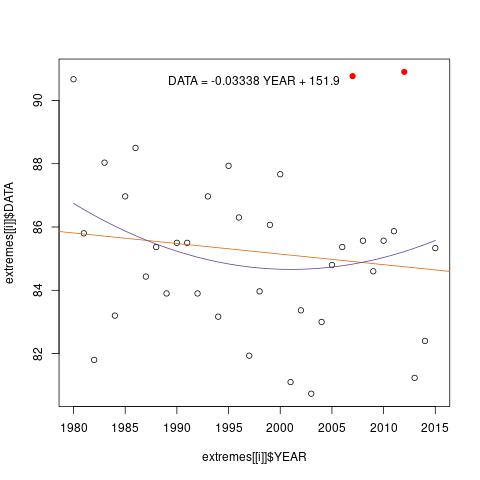 DATA = -0.03338 YEAR + 151.9
extremes[[i]]$DATA
90
88
86
84
82
1980 1985 1990 1995 2000 2005 2010 2015
extremes[[i]]$YEAR